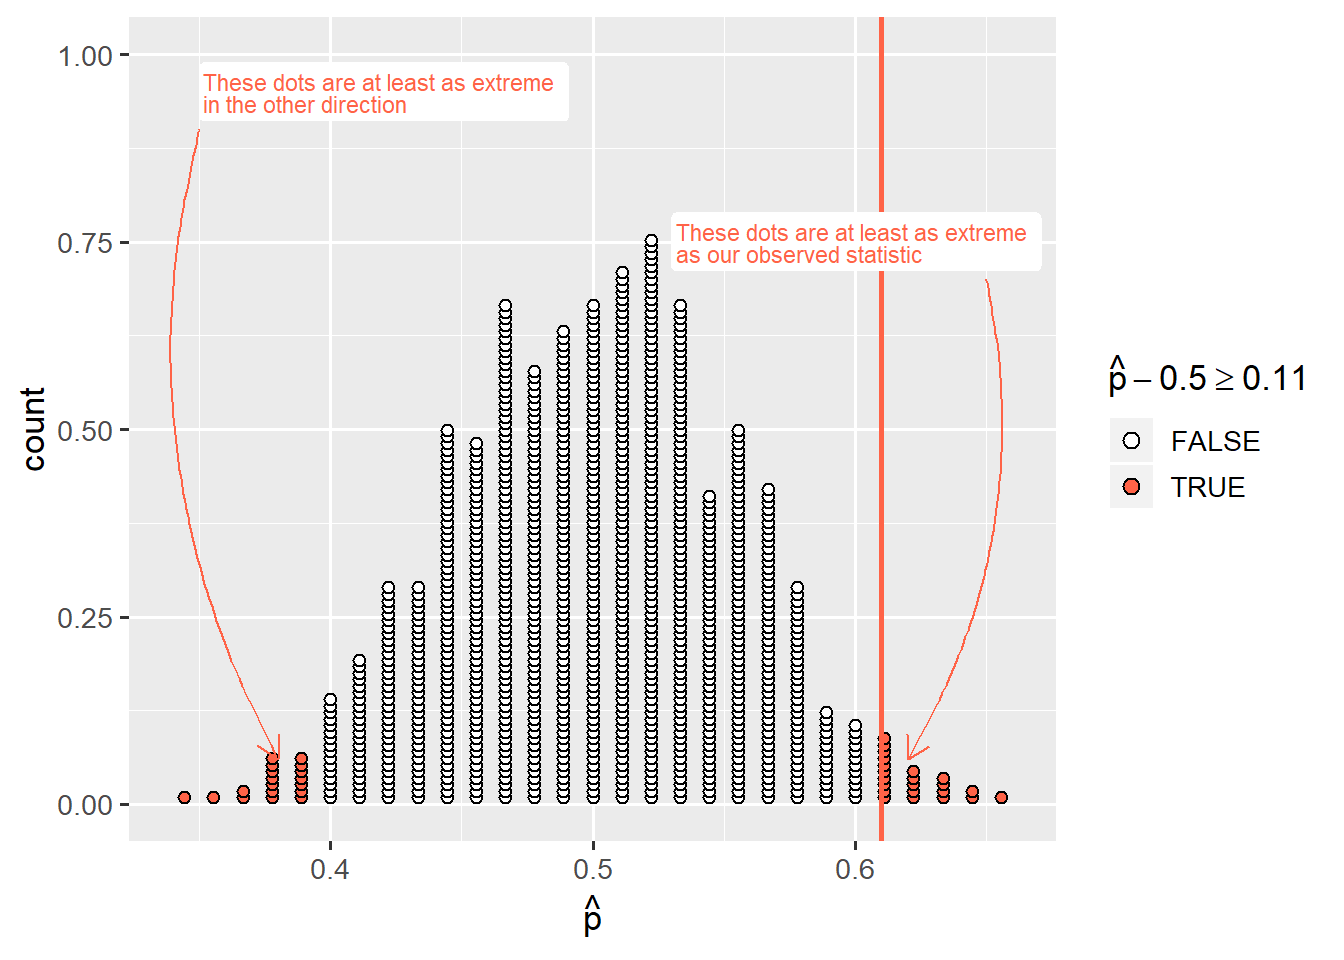 1.00
0.75
0.50
0.25
0.00
count
These dots are at least as extreme
in the other direction
These dots are at least as extreme
as our observed statistic
0.4 0.5 0.6
p̂
p̂ − 0.5 ≥ 0.11
FALSE
TRUE